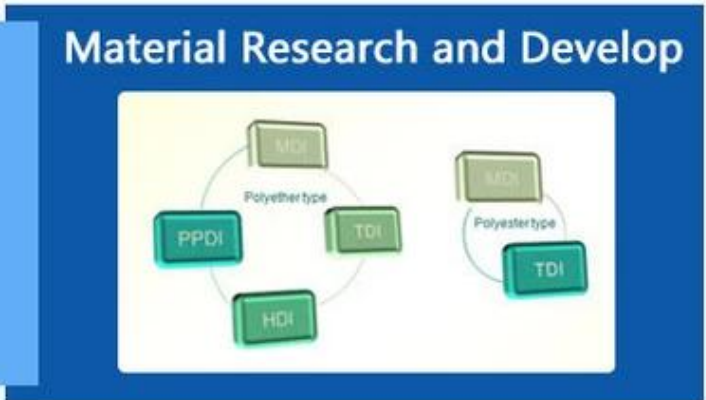 Material Research and Develop
MDI
Polyether type
PPDI
TDI
HDI
MDI
Polyester type
TDI